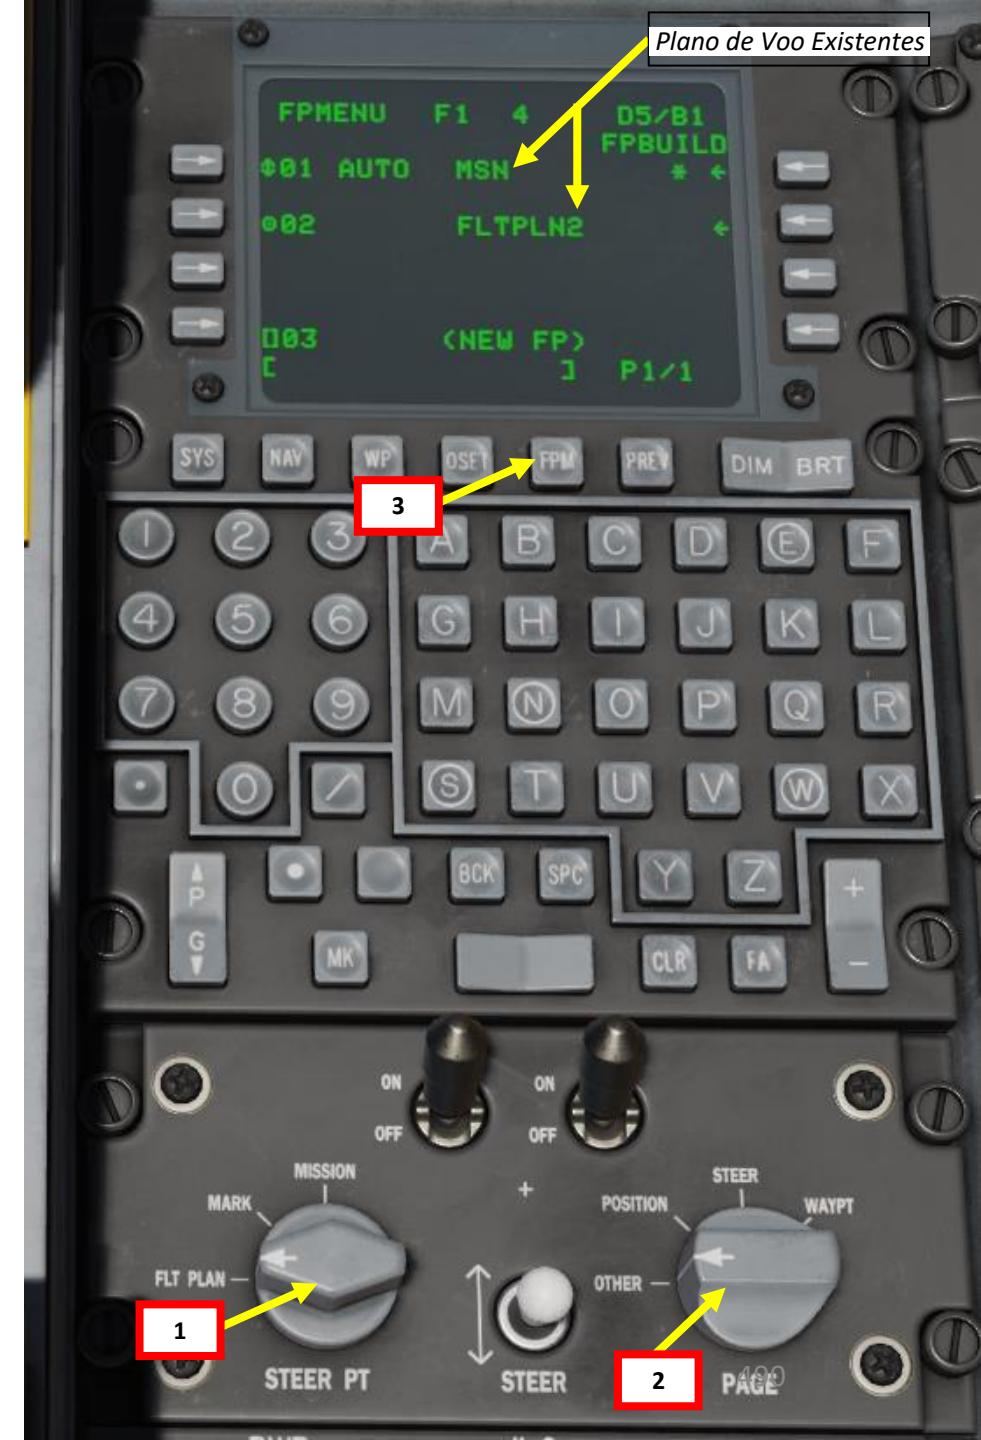 Plano de Voo Existentes
FPMENU F1 4 D5/B1
FPBUILD
01 AUTO MSN * ←
02 FLTPLN2 ←
03 (NEW FP)
[ ] P1/1
SYS NAV WP OSET FPM PREV DIM BRT
3
1 2 3 A B C D E F
4 5 6 G H I J K L
7 8 9 M N O P Q R
• 0 / S T U V W X
P G BCK SPC Y Z + −
MK CLR FA
ON ON
OFF OFF
MISSION STEER
MARK + POSITION WAYPT
FLT PLAN OTHER
1 2
STEER PT STEER PAGE
490